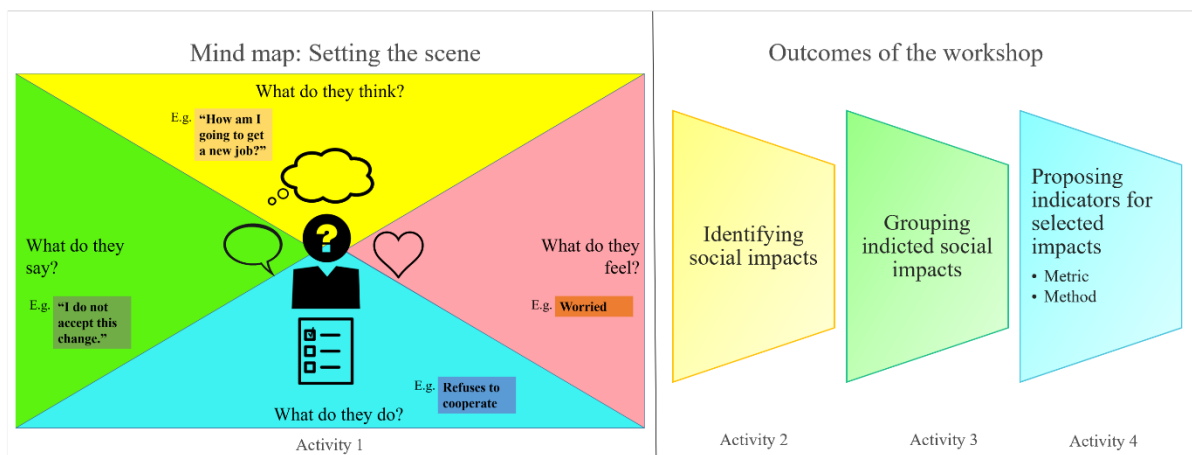 Mind map: Setting the scene
What do they think?
E.g.
“How am I
going to get
a new job?”
?
What do they
say?
E.g.
“I do not
accept this
change.”
What do they
feel?
E.g.
Worried
E.g.
Refuses to
cooperate
What do they do?
Activity 1
Outcomes of the workshop
Identifying
social impacts
Activity 2
Grouping
indicted social
impacts
Activity 3
Proposing
indicators for
selected
impacts
• Metric
• Method
Activity 4